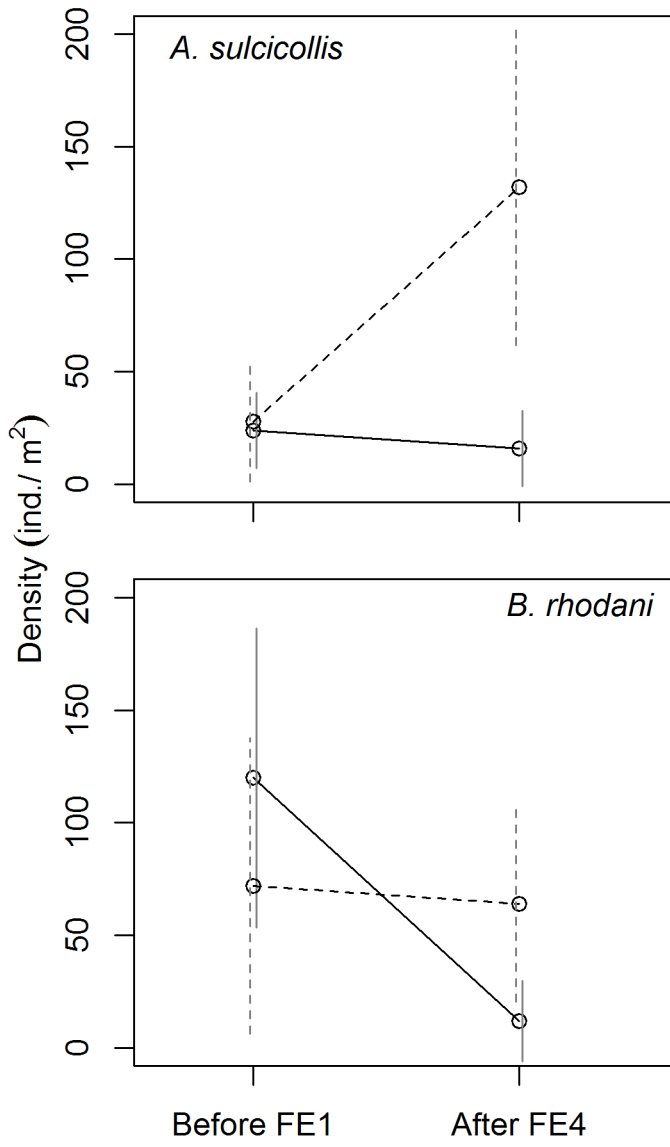 A. sulcicollis
200
150
100
50
0
Density (ind./ m²)
B. rhodani
200
150
100
50
0
Before FE1 After FE4